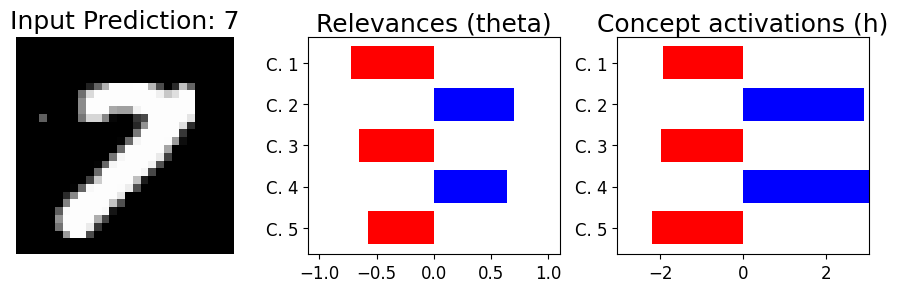 Input Prediction: 7
7
Relevances (theta)
C. 1
C. 2
C. 3
C. 4
C. 5
−1.0 −0.5 0.0 0.5 1.0
Concept activations (h)
C. 1
C. 2
C. 3
C. 4
C. 5
−2 0 2